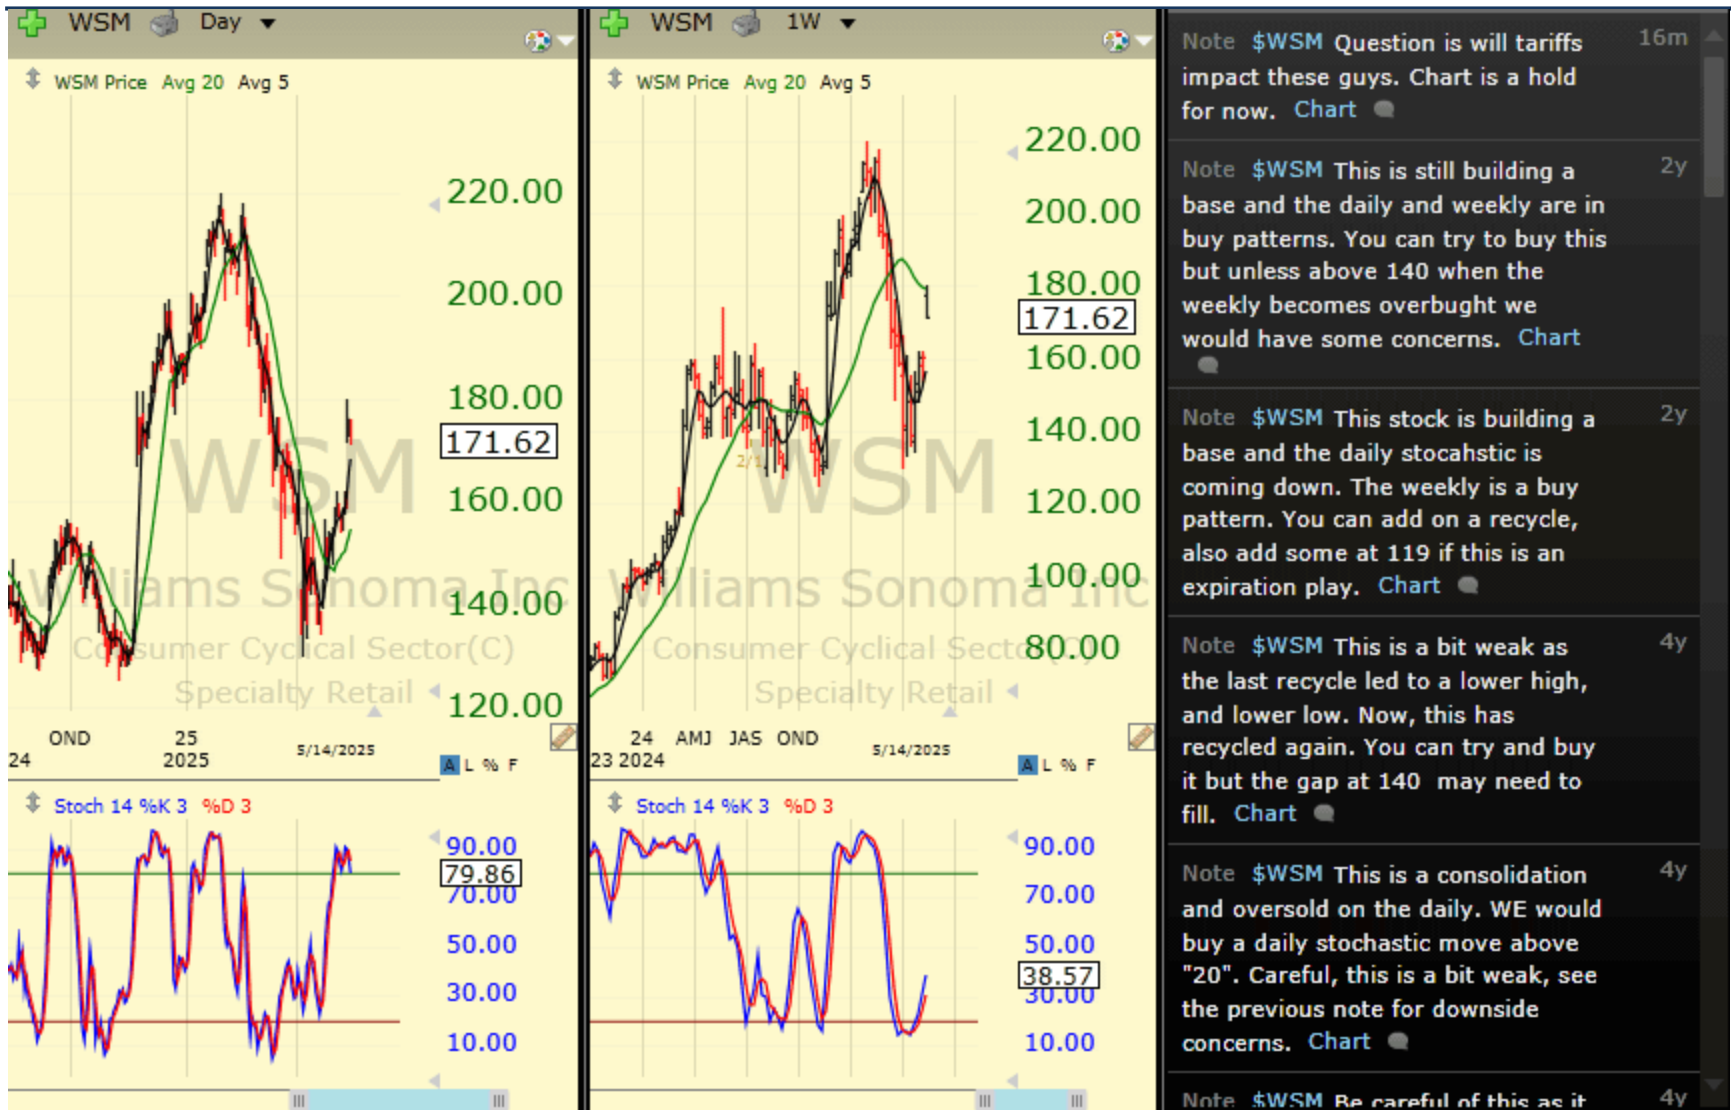 WSM Day
WSM Price Avg 20 Avg 5
220.00
200.00
180.00
171.62
160.00
140.00
120.00
WSM
Williams Sonoma Inc
Consumer Cyclical Sector(C)
Specialty Retail
OND 25
24 2025 5/14/2025
A L % F
Stoch 14 %K 3 %D 3
90.00
79.86
70.00
50.00
30.00
10.00
WSM 1W
WSM Price Avg 20 Avg 5
220.00
200.00
180.00
171.62
160.00
140.00
120.00
100.00
80.00
2/1
WSM
Williams Sonoma Inc
Consumer Cyclical Sector(C)
Specialty Retail
24 AMJ JAS OND
23 2024 5/14/2025
A L % F
Stoch 14 %K 3 %D 3
90.00
70.00
50.00
38.57
30.00
10.00
Note $WSM Question is will tariffs 16m
impact these guys. Chart is a hold
for now. Chart
Note $WSM This is still building a 2y
base and the daily and weekly are in
buy patterns. You can try to buy this
but unless above 140 when the
weekly becomes overbught we
would have some concerns. Chart
Note $WSM This stock is building a 2y
base and the daily stocahstic is
coming down. The weekly is a buy
pattern. You can add on a recycle,
also add some at 119 if this is an
expiration play. Chart
Note $WSM This is a bit weak as 4y
the last recycle led to a lower high,
and lower low. Now, this has
recycled again. You can try and buy
it but the gap at 140 may need to
fill. Chart
Note $WSM This is a consolidation 4y
and oversold on the daily. WE would
buy a daily stochastic move above
"20". Careful, this is a bit weak, see
the previous note for downside
concerns. Chart
Note $WSM Be careful of this as it 4y